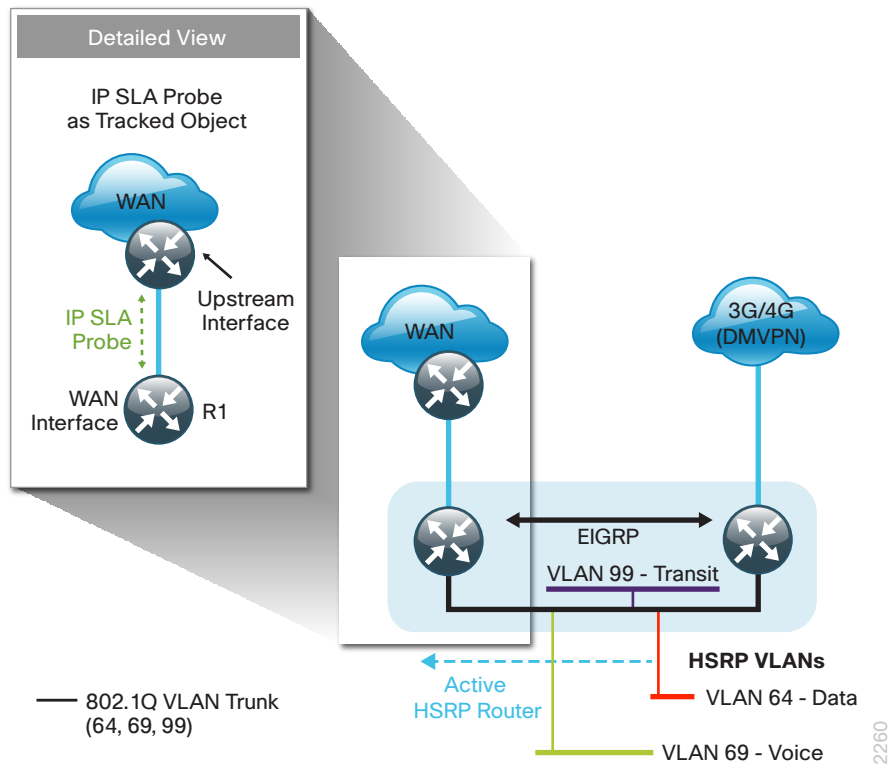 Detailed View
IP SLA Probe
as Tracked Object
WAN
Upstream
Interface
IP SLA
Probe
WAN
Interface
R1
WAN
3G/4G
(DMVPN)
EIGRP
VLAN 99 - Transit
HSRP VLANs
Active
HSRP Router
VLAN 64 - Data
802.1Q VLAN Trunk
(64, 69, 99)
VLAN 69 - Voice
2260